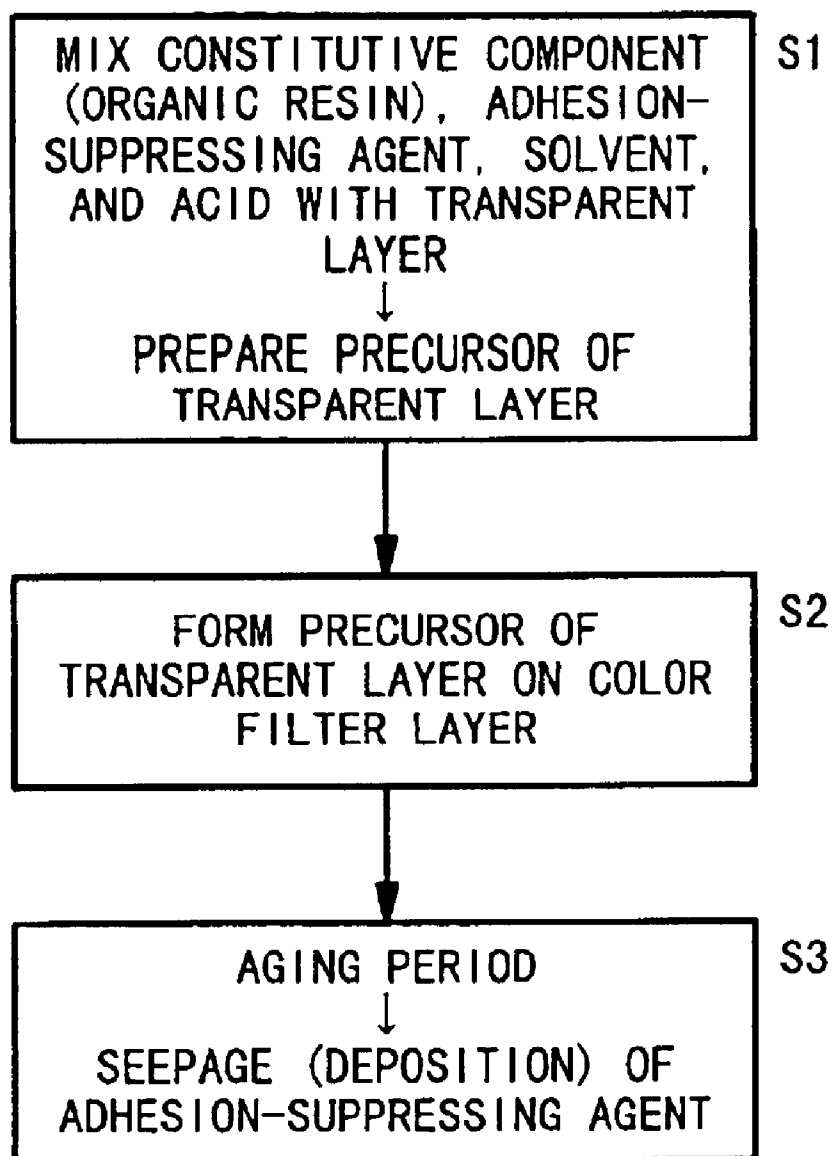 MIX CONSTITUTIVE COMPONENT
(ORGANIC RESIN), ADHESION-
SUPPRESSING AGENT, SOLVENT,
AND ACID WITH TRANSPARENT
LAYER
↓
PREPARE PRECURSOR OF
TRANSPARENT LAYER
S1
FORM PRECURSOR OF
TRANSPARENT LAYER ON COLOR
FILTER LAYER
S2
AGING PERIOD
↓
SEEPAGE (DEPOSITION) OF
ADHESION-SUPPRESSING AGENT
S3